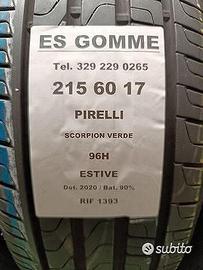 ES GOMME
Tel. 329 229 0265
215 60 17
PIRELLI
SCORPION VERDE
96H
ESTIVE
Dot. 2020 / Bat. 90%
RIF 1393
subito